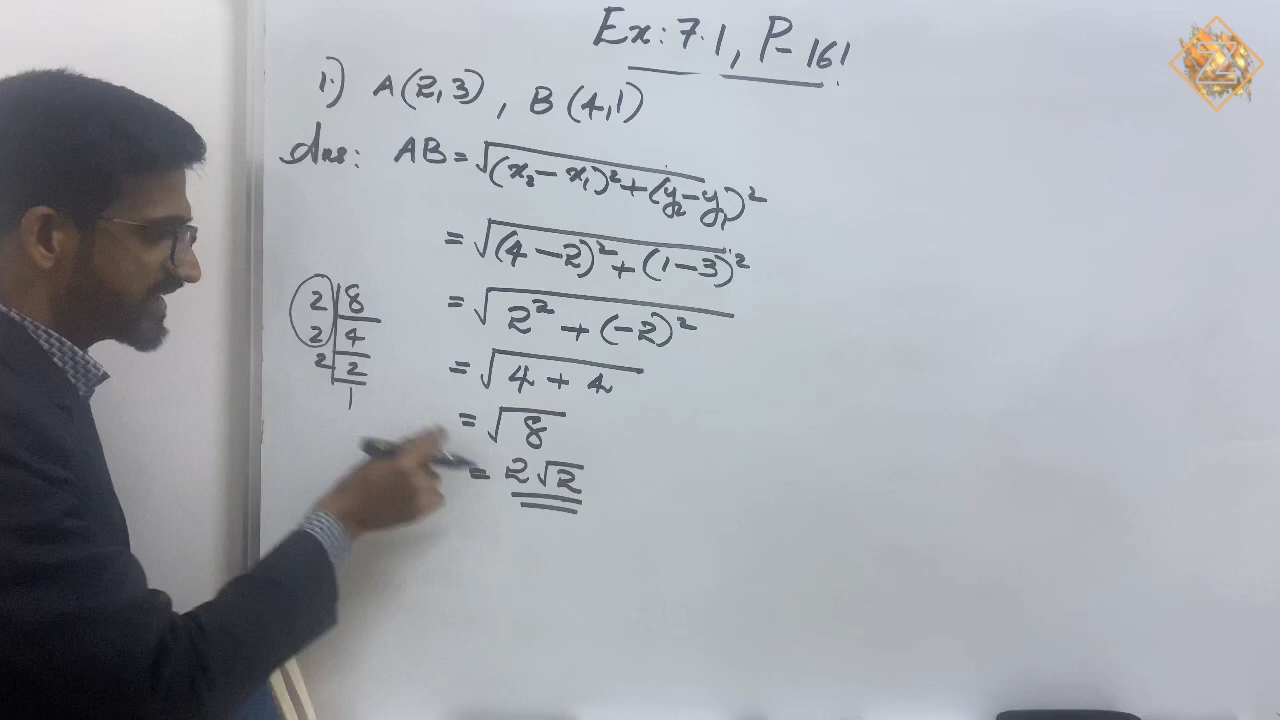 Ex: 7.1, P-161
1.) A(2,3), B(4,1)
Ans: AB = √(x₂ - x₁)² + (y₂ - y₁)²
= √(4 - 2)² + (1 - 3)²
= √2² + (-2)²
= √4 + 4
= √8
= 2√2
2 | 8
2 | 4
2 | 2
1
Z